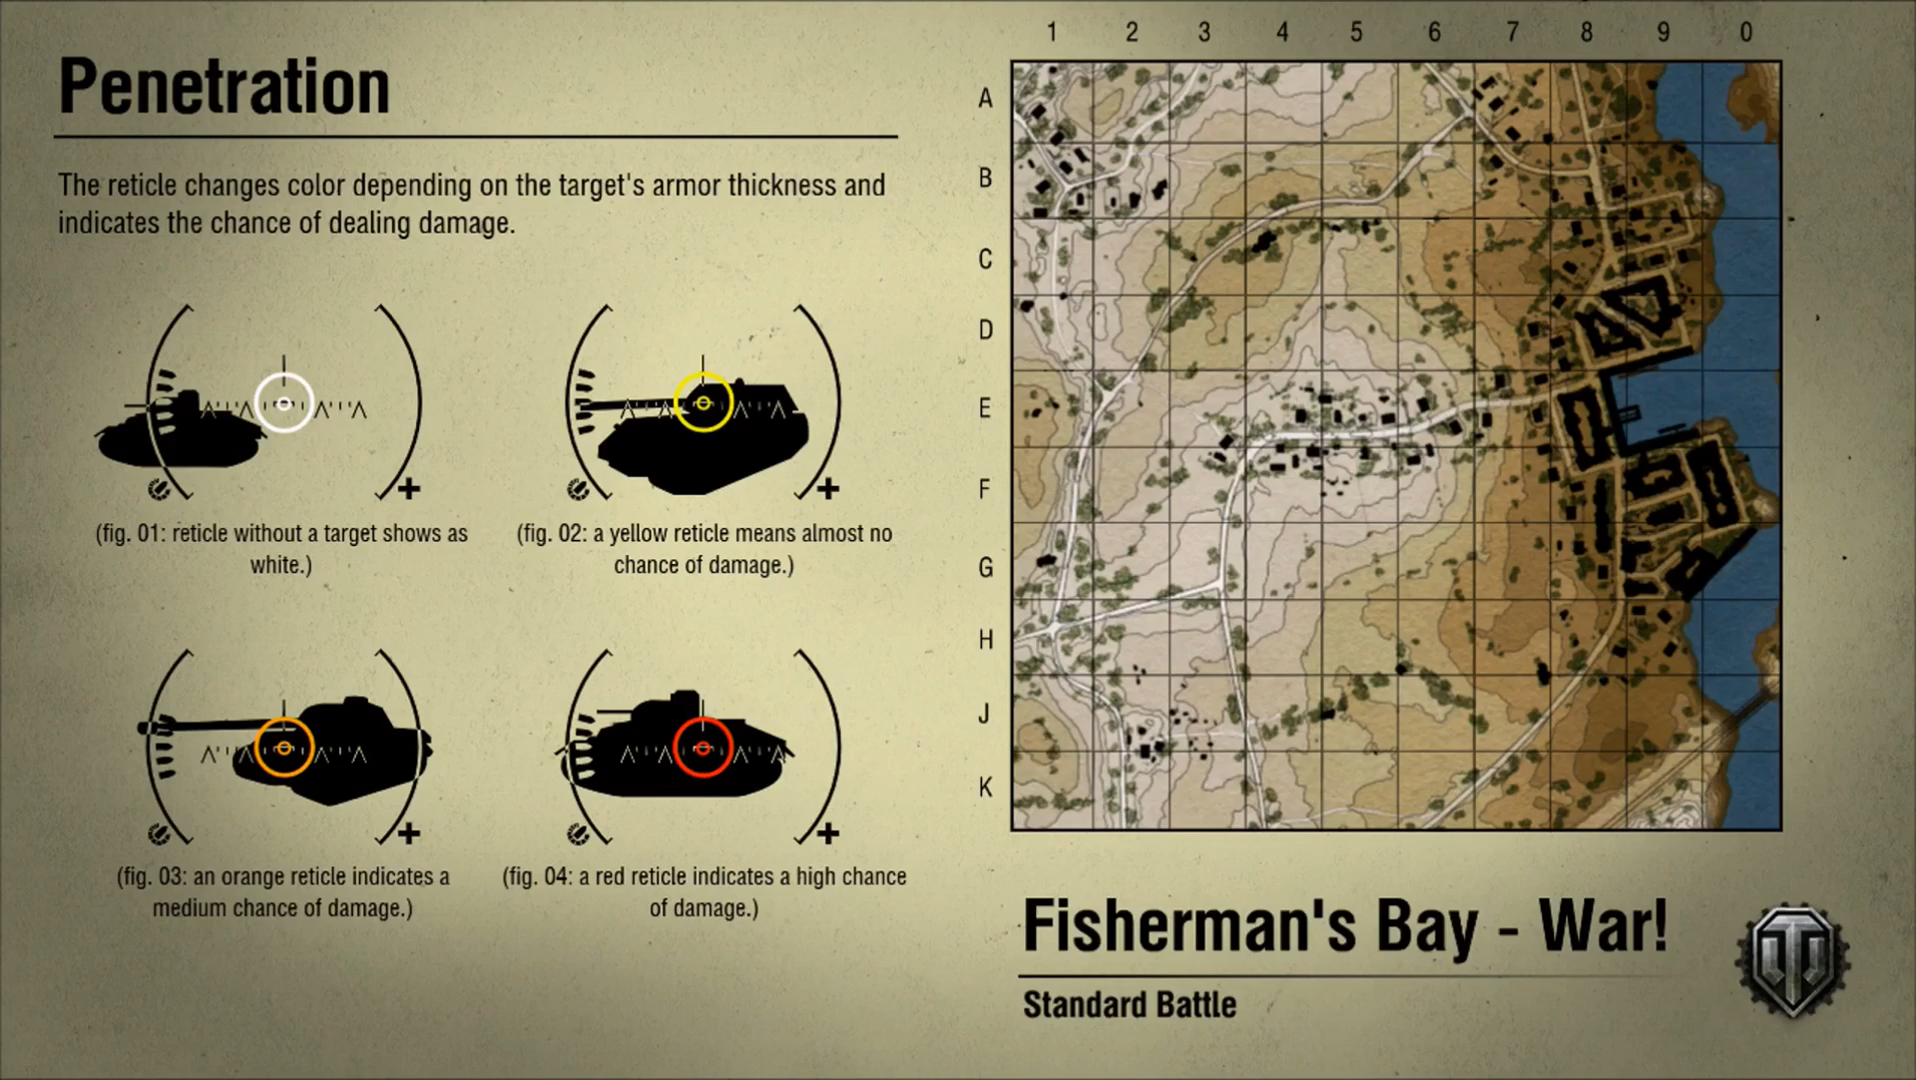 Penetration
The reticle changes color depending on the target's armor thickness and
indicates the chance of dealing damage.
(fig. 01: reticle without a target shows as
white.)
(fig. 02: a yellow reticle means almost no
chance of damage.)
(fig. 03: an orange reticle indicates a
medium chance of damage.)
(fig. 04: a red reticle indicates a high chance
of damage.)
1 2 3 4 5 6 7 8 9 0
A
B
C
D
E
F
G
H
J
K
Fisherman's Bay - War!
Standard Battle